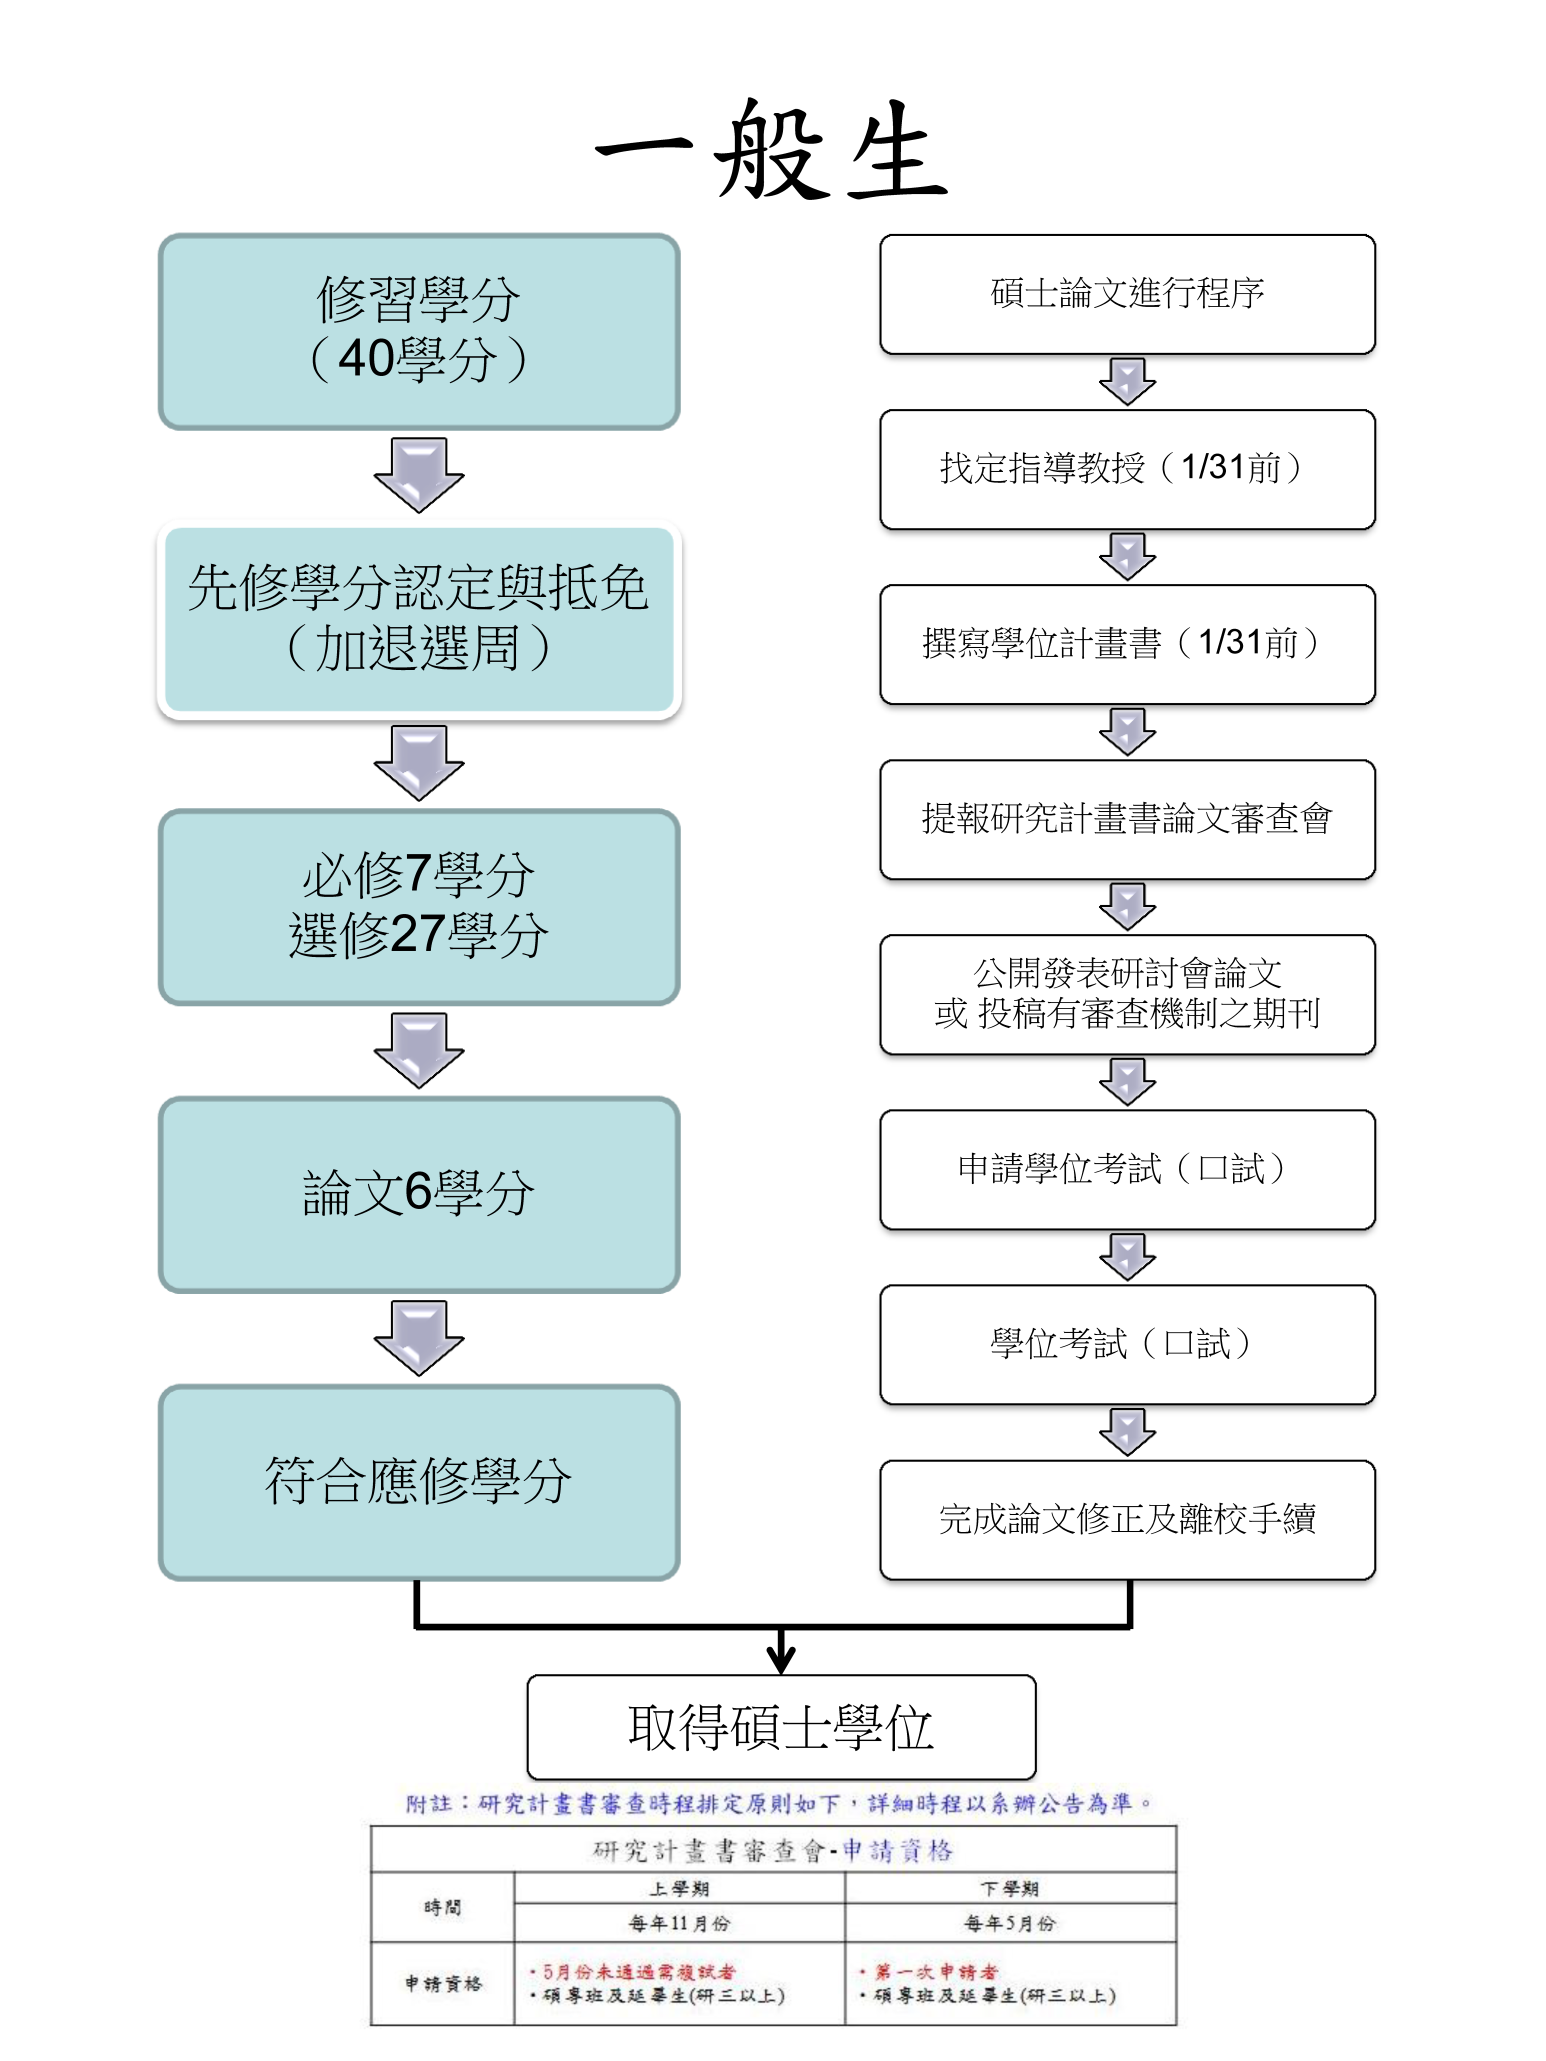 一般生
修習學分
（40學分）
先修學分認定與抵免
（加退選周）
必修7學分
選修27學分
論文6學分
符合應修學分
碩士論文進行程序
找定指導教授（1/31前）
撰寫學位計畫書（1/31前）
提報研究計畫書論文審查會
公開發表研討會論文
或 投稿有審查機制之期刊
申請學位考試（口試）
學位考試（口試）
完成論文修正及離校手續
取得碩士學位
附註：研究計畫書審查時程排定原則如下，詳細時程以系辦公告為準。
研究計畫書審查會-申請資格
時間
上學期
下學期
每年11月份
每年5月份
申請資格
・5月份未通過需複試者
・碩專班及延畢生(研三以上)
・第一次申請者
・碩專班及延畢生(研三以上)